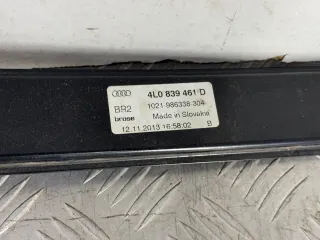 4L0 839 461 D
BR2 1021-986338-304
brose Made in Slovakia
12.11.2013 16:58:02 B